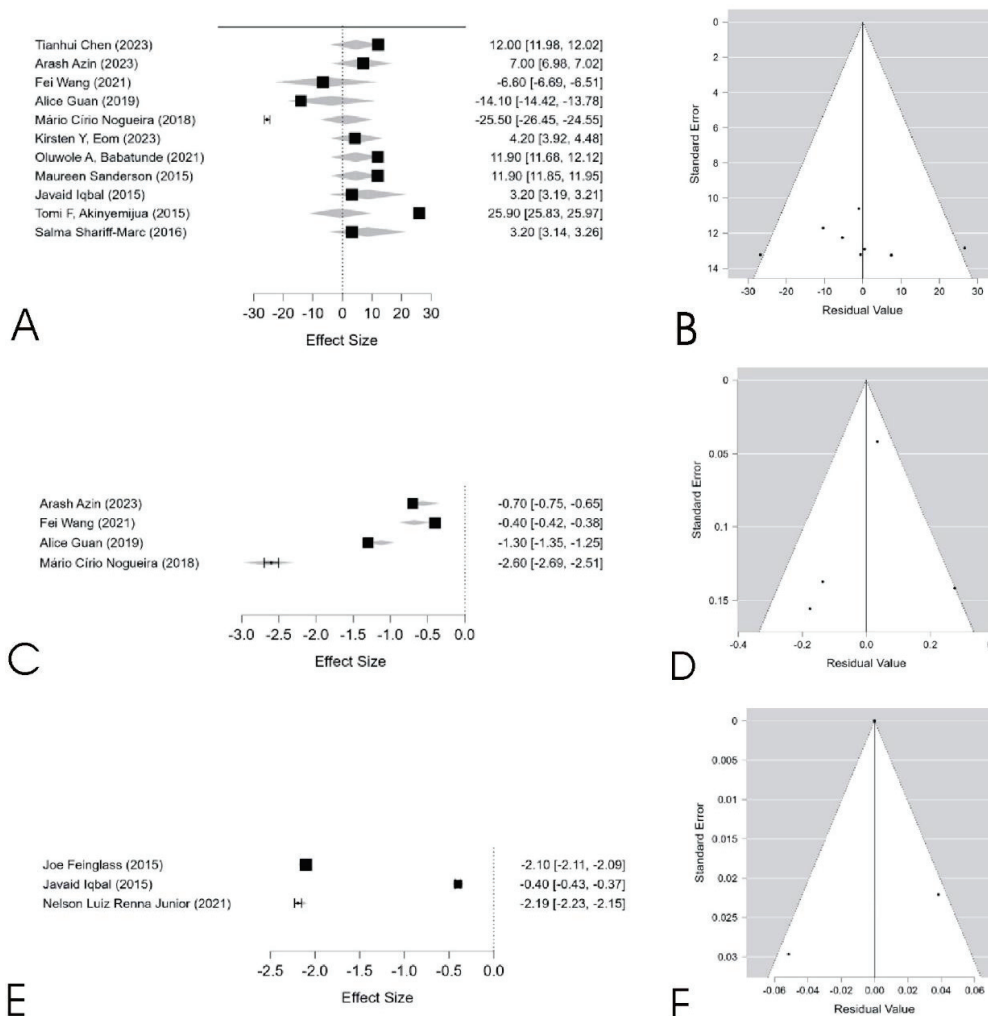 Tianhui Chen (2023) 12.00 [11.98, 12.02]
Arash Azin (2023) 7.00 [6.98, 7.02]
Fei Wang (2021) -6.60 [-6.69, -6.51]
Alice Guan (2019) -14.10 [-14.42, -13.78]
Mário Círio Nogueira (2018) -25.50 [-26.45, -24.55]
Kirsten Y, Eom (2023) 4.20 [3.92, 4.48]
Oluwole A, Babatunde (2021) 11.90 [11.68, 12.12]
Maureen Sanderson (2015) 11.90 [11.85, 11.95]
Javaid Iqbal (2015) 3.20 [3.19, 3.21]
Tomi F, Akinyemijua (2015) 25.90 [25.83, 25.97]
Salma Shariff-Marc (2016) 3.20 [3.14, 3.26]
-30 -20 -10 0 10 20 30
Effect Size
A
0
2
4
6
8
10
12
14
Standard Error
-30 -20 -10 0 10 20 30
Residual Value
B
Arash Azin (2023) -0.70 [-0.75, -0.65]
Fei Wang (2021) -0.40 [-0.42, -0.38]
Alice Guan (2019) -1.30 [-1.35, -1.25]
Mário Círio Nogueira (2018) -2.60 [-2.69, -2.51]
-3.0 -2.5 -2.0 -1.5 -1.0 -0.5 0.0
Effect Size
C
0
0.05
0.1
0.15
Standard Error
-0.4 -0.2 0 0.2
Residual Value
D
Joe Feinglass (2015) -2.10 [-2.11, -2.09]
Javaid Iqbal (2015) -0.40 [-0.43, -0.37]
Nelson Luiz Renna Junior (2021) -2.19 [-2.23, -2.15]
-2.5 -2.0 -1.5 -1.0 -0.5 0.0
Effect Size
E
0
0.005
0.01
0.015
0.02
0.025
0.03
Standard Error
-0.06 -0.04 -0.02 0.00 0.02 0.04 0.06
Residual Value
F